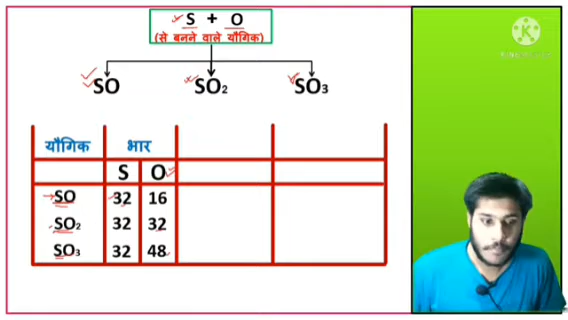 S + O
(से बनने वाले यौगिक)
SO SO₂ SO₃
यौगिक भार
S O
SO 32 16
SO₂ 32 32
SO₃ 32 48